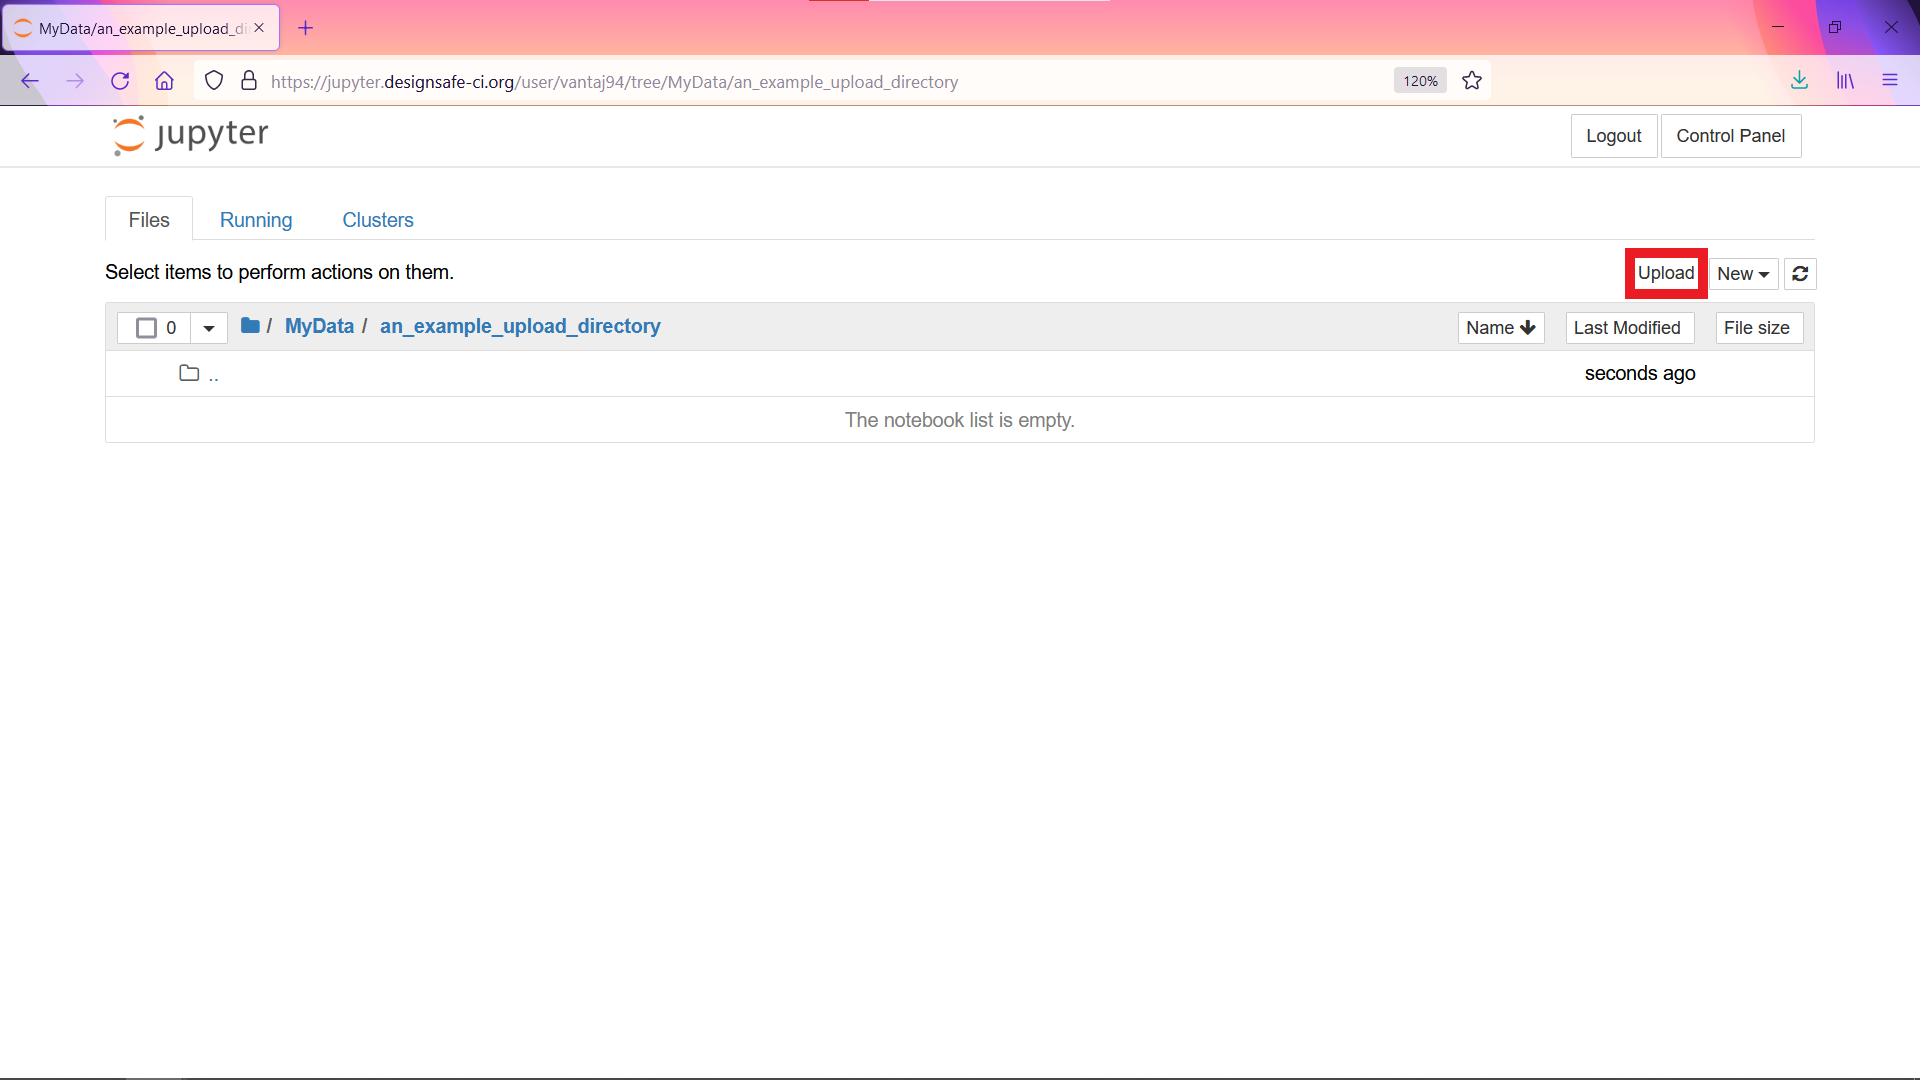 MyData/an_example_upload_di
https://jupyter.designsafe-ci.org/user/vantaj94/tree/MyData/an_example_upload_directory
120%
jupyter
Logout
Control Panel
Files
Running
Clusters
Select items to perform actions on them.
Upload
New
0
/ MyData / an_example_upload_directory
Name
Last Modified
File size
..
seconds ago
The notebook list is empty.